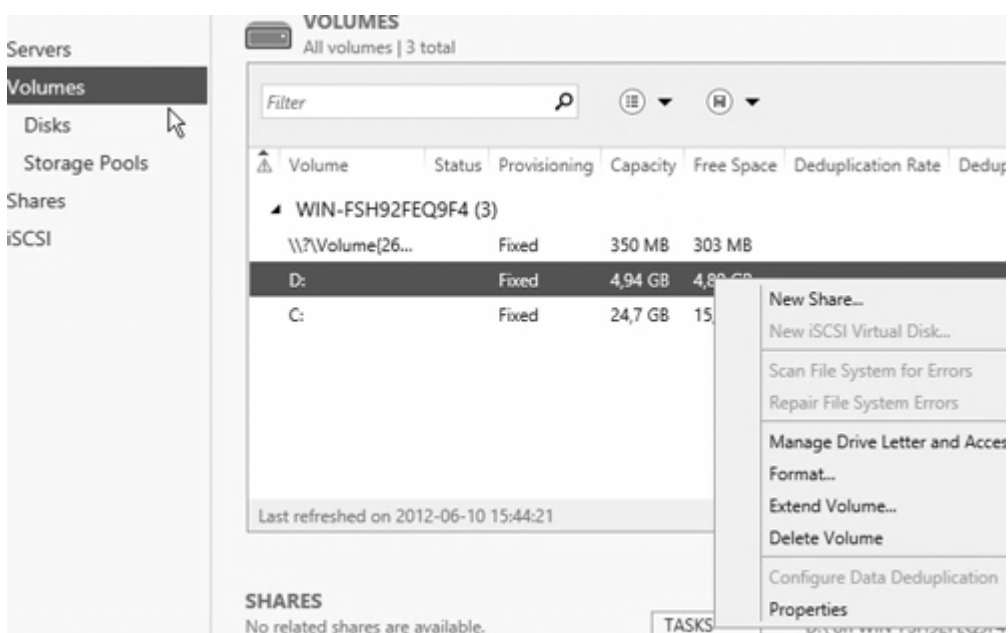 Servers
Volumes
Disks
Storage Pools
Shares
iSCSI
VOLUMES
All volumes | 3 total
Filter
Volume Status Provisioning Capacity Free Space Deduplication Rate Dedup
WIN-FSH92FEQ9F4 (3)
\\?\Volume{26... Fixed 350 MB 303 MB
D: Fixed 4,94 GB
C: Fixed 24,7 GB 15,
New Share...
New iSCSI Virtual Disk...
Scan File System for Errors
Repair File System Errors
Manage Drive Letter and Acces
Format...
Extend Volume...
Delete Volume
Configure Data Deduplication
Properties
Last refreshed on 2012-06-10 15:44:21
SHARES
No related shares are available.
TASKS